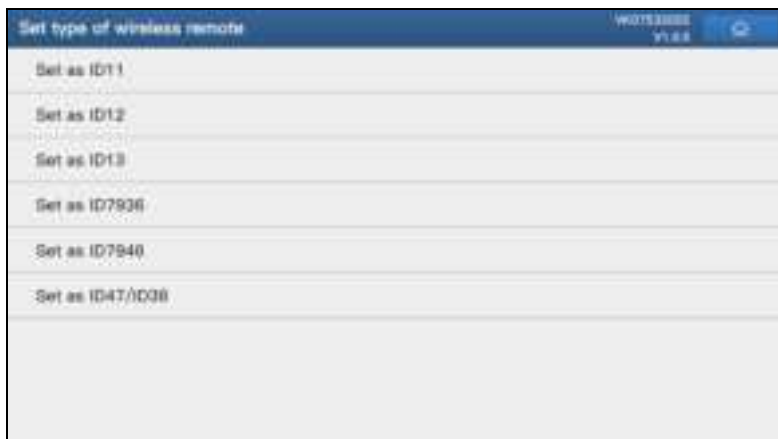 Set type of wireless remote
Set as ID11
Set as ID12
Set as ID13
Set as ID7936
Set as ID7946
Set as ID47/ID38